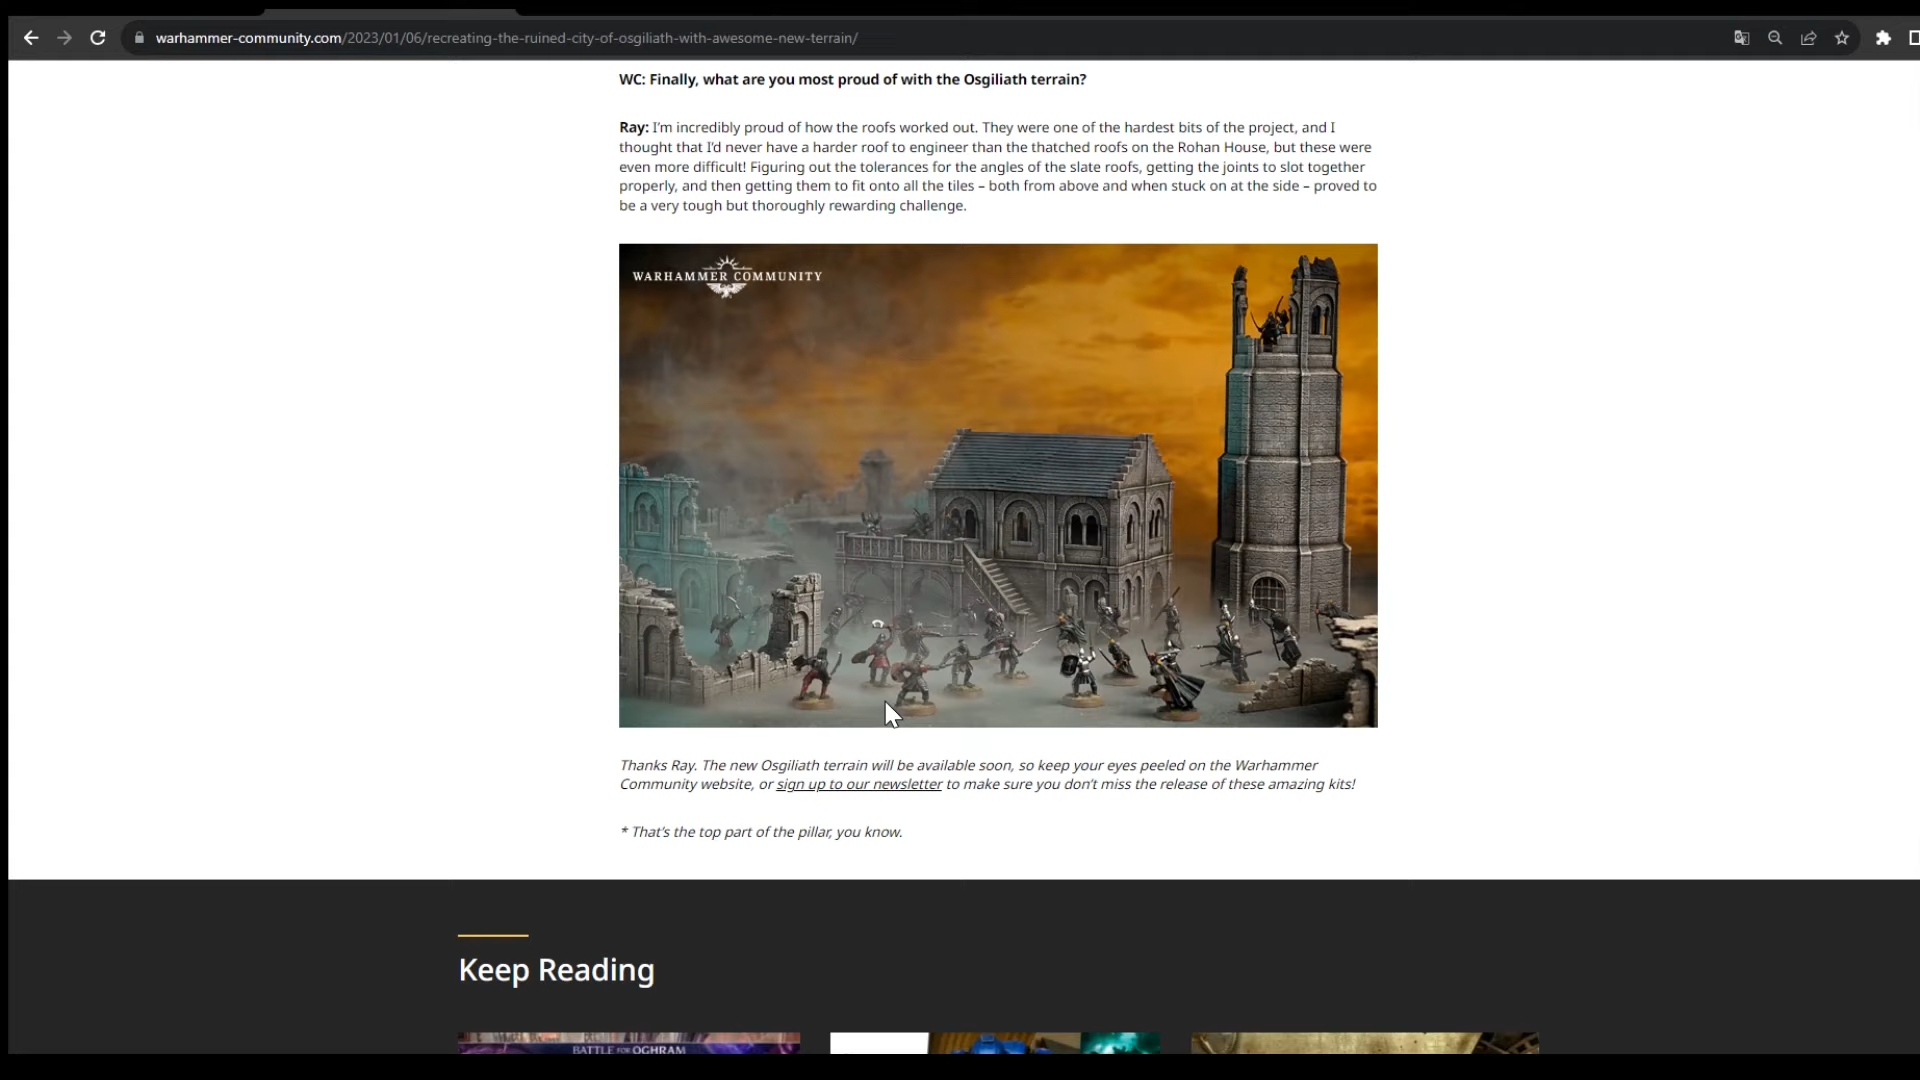 warhammer-community.com/2023/01/06/recreating-the-ruined-city-of-osgiliath-with-awesome-new-terrain/
WC: Finally, what are you most proud of with the Osgiliath terrain?
Ray: I'm incredibly proud of how the roofs worked out. They were one of the hardest bits of the project, and I
thought that I'd never have a harder roof to engineer than the thatched roofs on the Rohan House, but these were
even more difficult! Figuring out the tolerances for the angles of the slate roofs, getting the joints to slot together
properly, and then getting them to fit onto all the tiles – both from above and when stuck on at the side – proved to
be a very tough but thoroughly rewarding challenge.
WARHAMMER COMMUNITY
Thanks Ray. The new Osgiliath terrain will be available soon, so keep your eyes peeled on the Warhammer
Community website, or sign up to our newsletter to make sure you don't miss the release of these amazing kits!
* That's the top part of the pillar, you know.
Keep Reading
BATTLE FOR OGHRAM